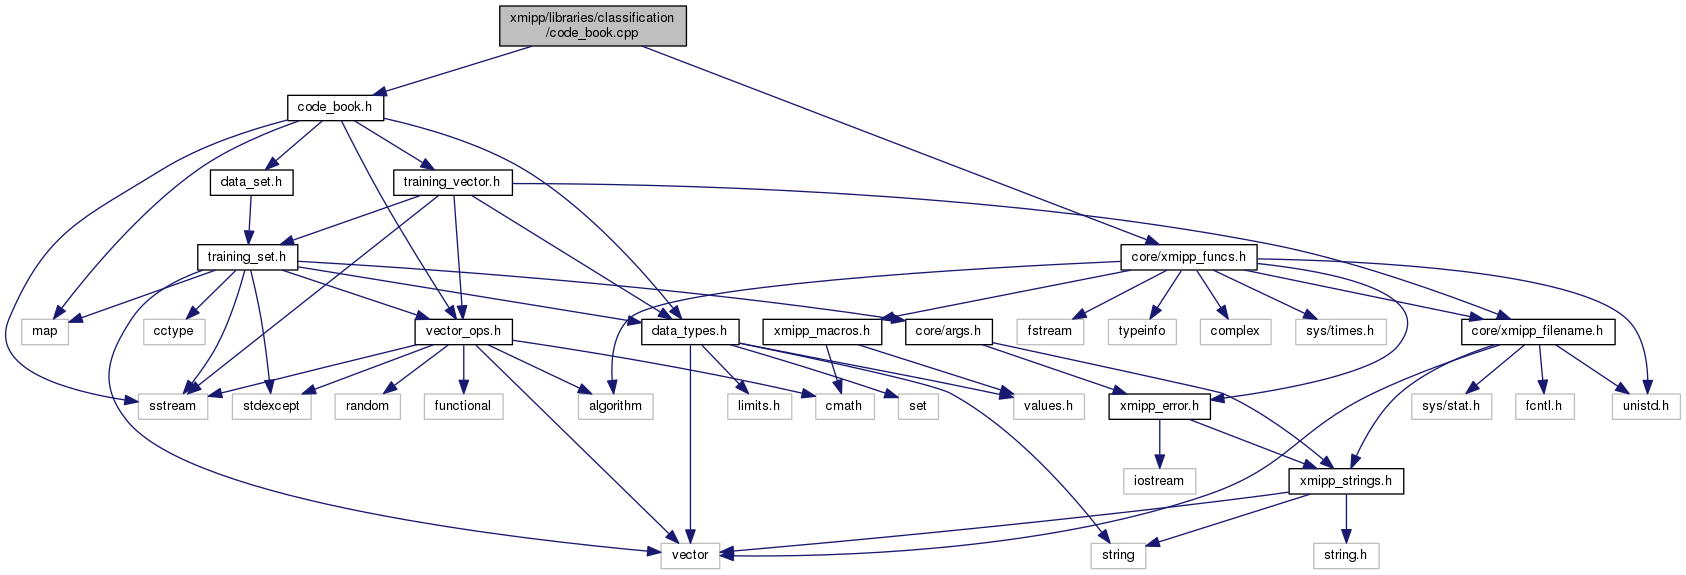 xmipp/libraries/classification
/code_book.cpp
code_book.h
data_set.h
training_vector.h
training_set.h
core/xmipp_funcs.h
map
cctype
vector_ops.h
data_types.h
xmipp_macros.h
core/args.h
fstream
typeinfo
complex
sys/times.h
core/xmipp_filename.h
sstream
stdexcept
random
functional
algorithm
limits.h
cmath
set
values.h
xmipp_error.h
sys/stat.h
fcntl.h
unistd.h
iostream
xmipp_strings.h
vector
string
string.h